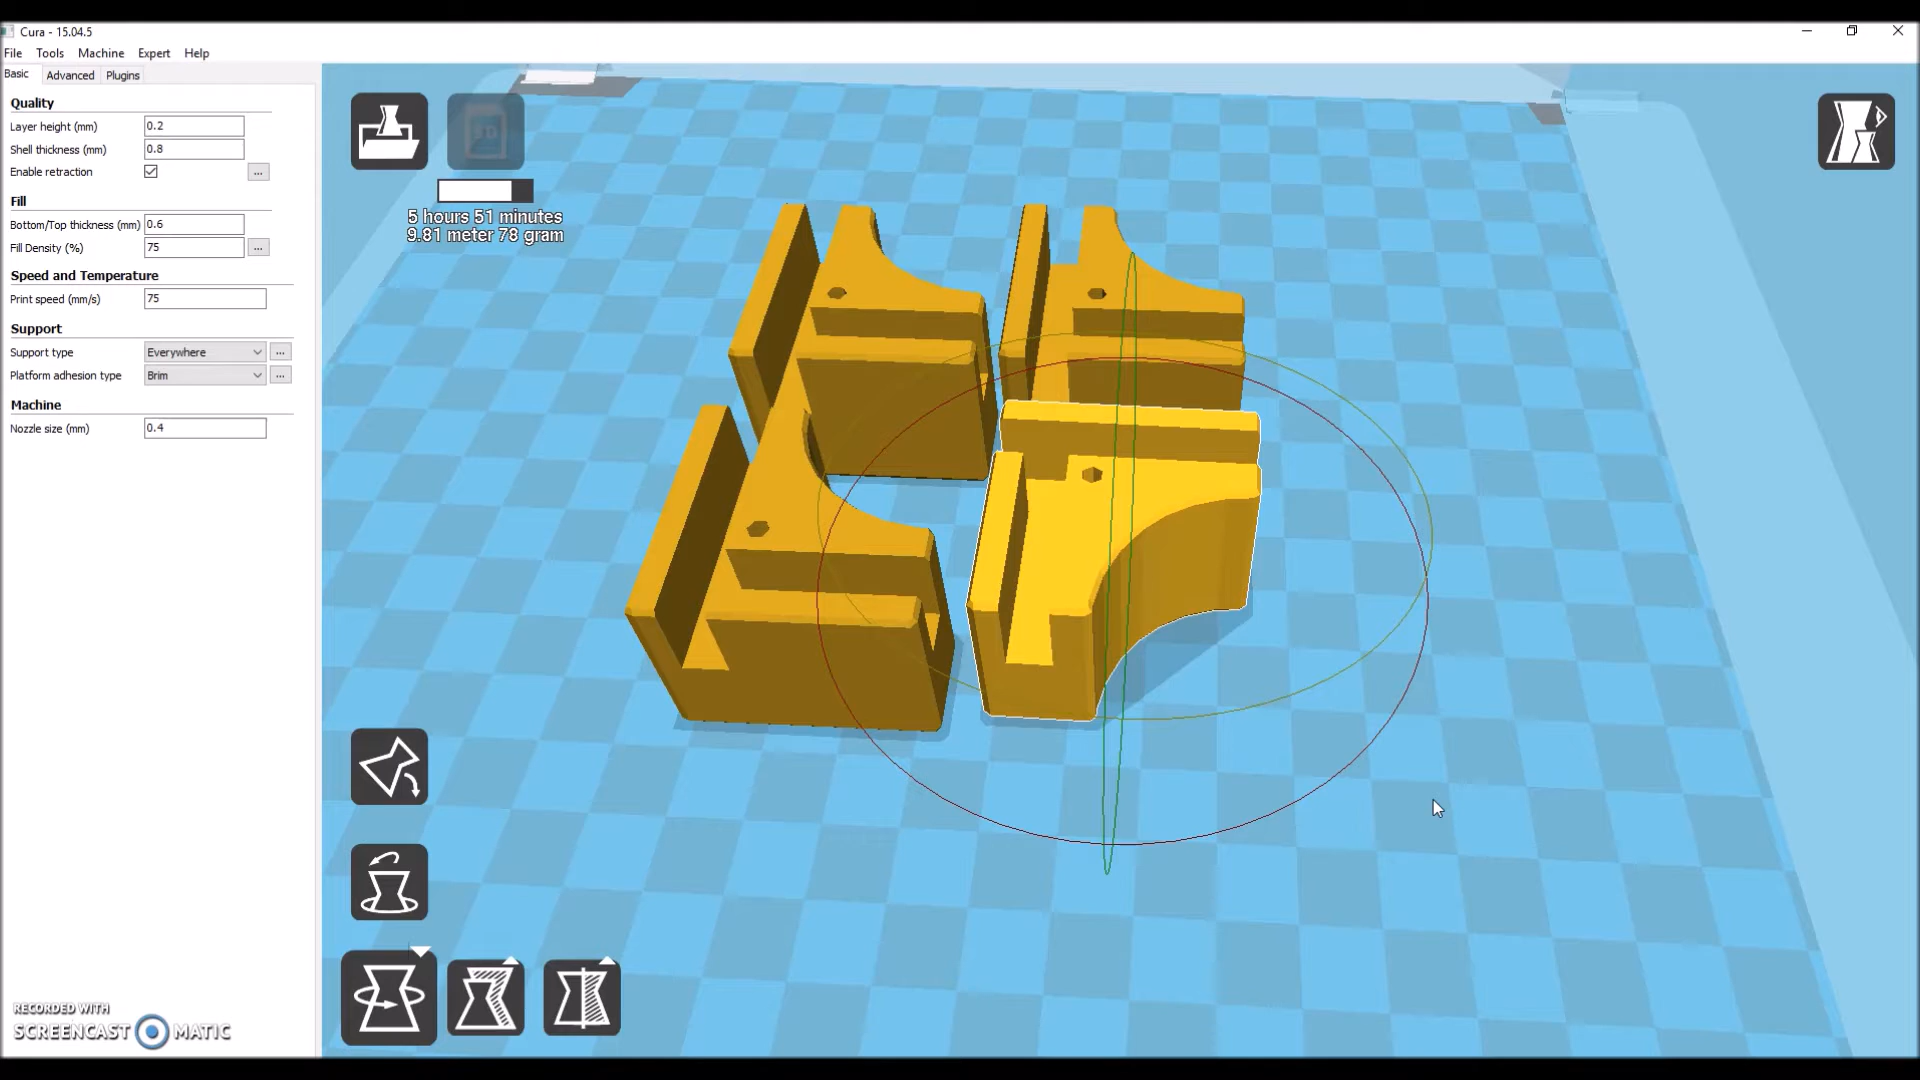 Cura - 15.04.5
File Tools Machine Expert Help
Basic Advanced Plugins
Quality
Layer height (mm) 0.2
Shell thickness (mm) 0.8
Enable retraction ...
Fill
Bottom/Top thickness (mm) 0.6
Fill Density (%) 75 ...
Speed and Temperature
Print speed (mm/s) 75
Support
Support type Everywhere ...
Platform adhesion type Brim ...
Machine
Nozzle size (mm) 0.4
5 hours 51 minutes
9.81 meter 78 gram
RECORDED WITH
SCREENCAST MATIC